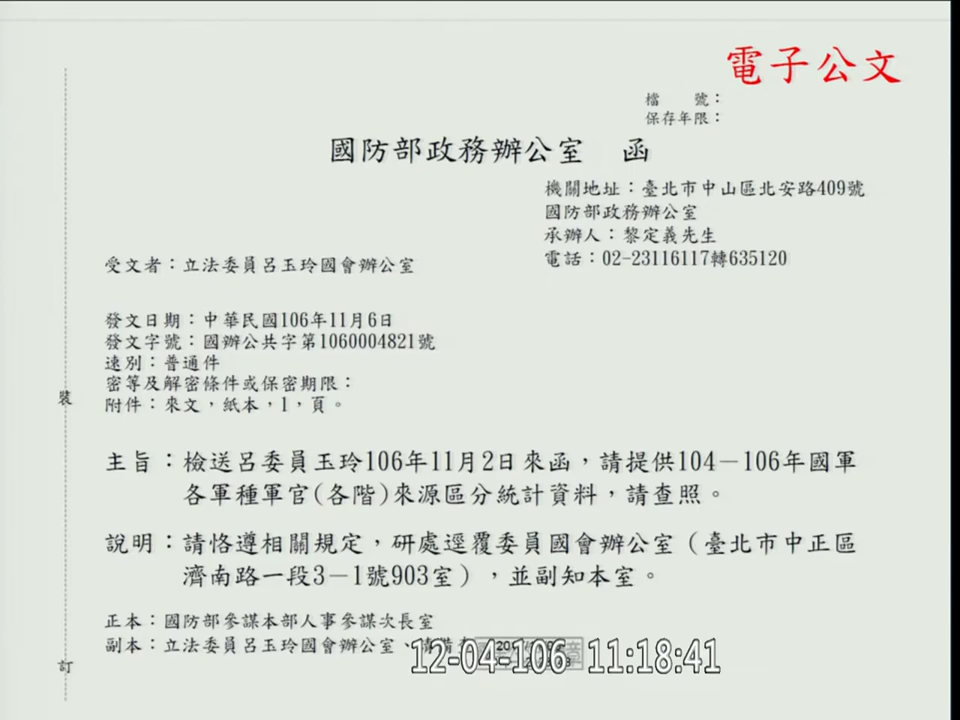 電子公文
檔　　號：
保存年限：
國防部政務辦公室　函
機關地址：臺北市中山區北安路409號
國防部政務辦公室
承辦人：黎定義先生
電話：02-23116117轉635120
受文者：立法委員呂玉玲國會辦公室
發文日期：中華民國106年11月6日
發文字號：國辦公共字第1060004821號
速別：普通件
密等及解密條件或保密期限：
附件：來文，紙本，1，頁。
裝
主旨：檢送呂委員玉玲106年11月2日來函，請提供104－106年國軍
各軍種軍官(各階)來源區分統計資料，請查照。
說明：請恪遵相關規定，研處逕覆委員國會辦公室（臺北市中正區
濟南路一段3－1號903室），並副知本室。
正本：國防部參謀本部人事參謀次長室
副本：立法委員呂玉玲國會辦公室、
訂
12-04-106 11:18:41